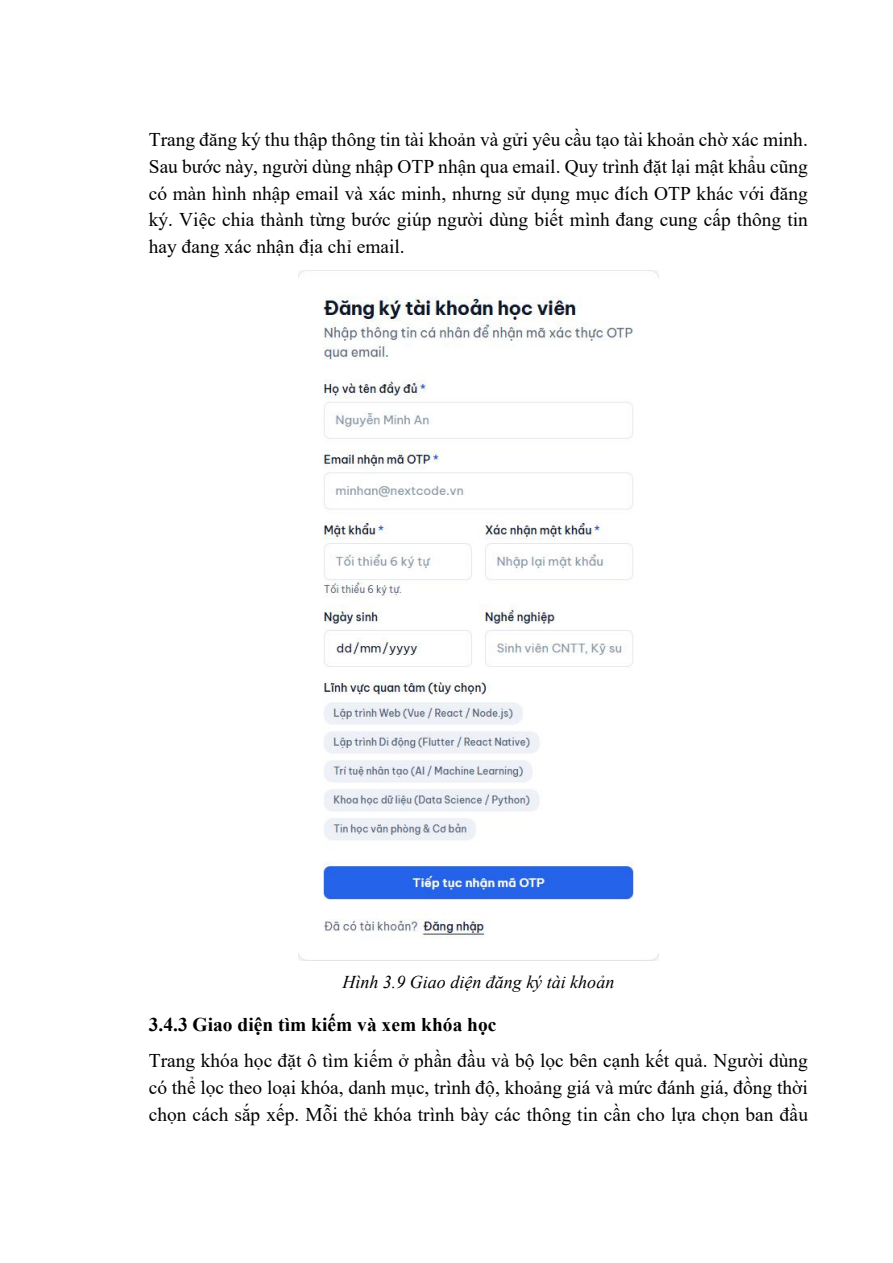 Trang đăng ký thu thập thông tin tài khoản và gửi yêu cầu tạo tài khoản chờ xác minh.
Sau bước này, người dùng nhập OTP nhận qua email. Quy trình đặt lại mật khẩu cũng
có màn hình nhập email và xác minh, nhưng sử dụng mục đích OTP khác với đăng
ký. Việc chia thành từng bước giúp người dùng biết mình đang cung cấp thông tin
hay đang xác nhận địa chỉ email.
Đăng ký tài khoản học viên
Nhập thông tin cá nhân để nhận mã xác thực OTP
qua email.
Họ và tên đầy đủ *
Nguyễn Minh An
Email nhận mã OTP *
minhan@nextcode.vn
Mật khẩu * Xác nhận mật khẩu *
Tối thiểu 6 ký tự Nhập lại mật khẩu
Tối thiểu 6 ký tự.
Ngày sinh Nghề nghiệp
dd/mm/yyyy Sinh viên CNTT, Kỹ su
Lĩnh vực quan tâm (tùy chọn)
Lập trình Web (Vue / React / Node.js)
Lập trình Di động (Flutter / React Native)
Trí tuệ nhân tạo (AI / Machine Learning)
Khoa học dữ liệu (Data Science / Python)
Tin học văn phòng & Cơ bản
Tiếp tục nhận mã OTP
Đã có tài khoản? Đăng nhập
Hình 3.9 Giao diện đăng ký tài khoản
3.4.3 Giao diện tìm kiếm và xem khóa học
Trang khóa học đặt ô tìm kiếm ở phần đầu và bộ lọc bên cạnh kết quả. Người dùng
có thể lọc theo loại khóa, danh mục, trình độ, khoảng giá và mức đánh giá, đồng thời
chọn cách sắp xếp. Mỗi thẻ khóa trình bày các thông tin cần cho lựa chọn ban đầu